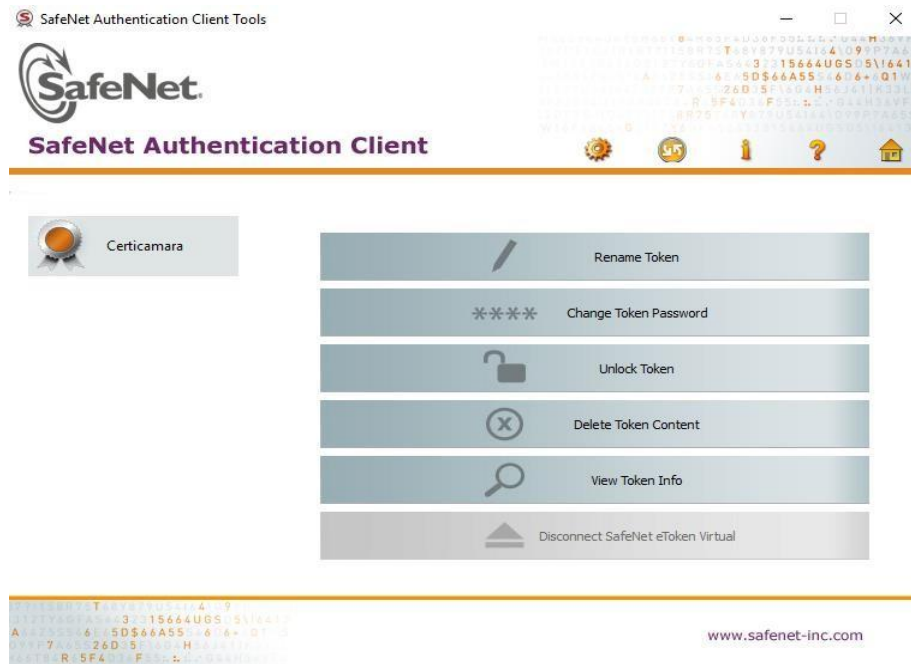 SafeNet Authentication Client Tools
SafeNet.
SafeNet Authentication Client
Certicamara
Rename Token
**** Change Token Password
Unlock Token
Delete Token Content
View Token Info
Disconnect SafeNet eToken Virtual
www.safenet-inc.com